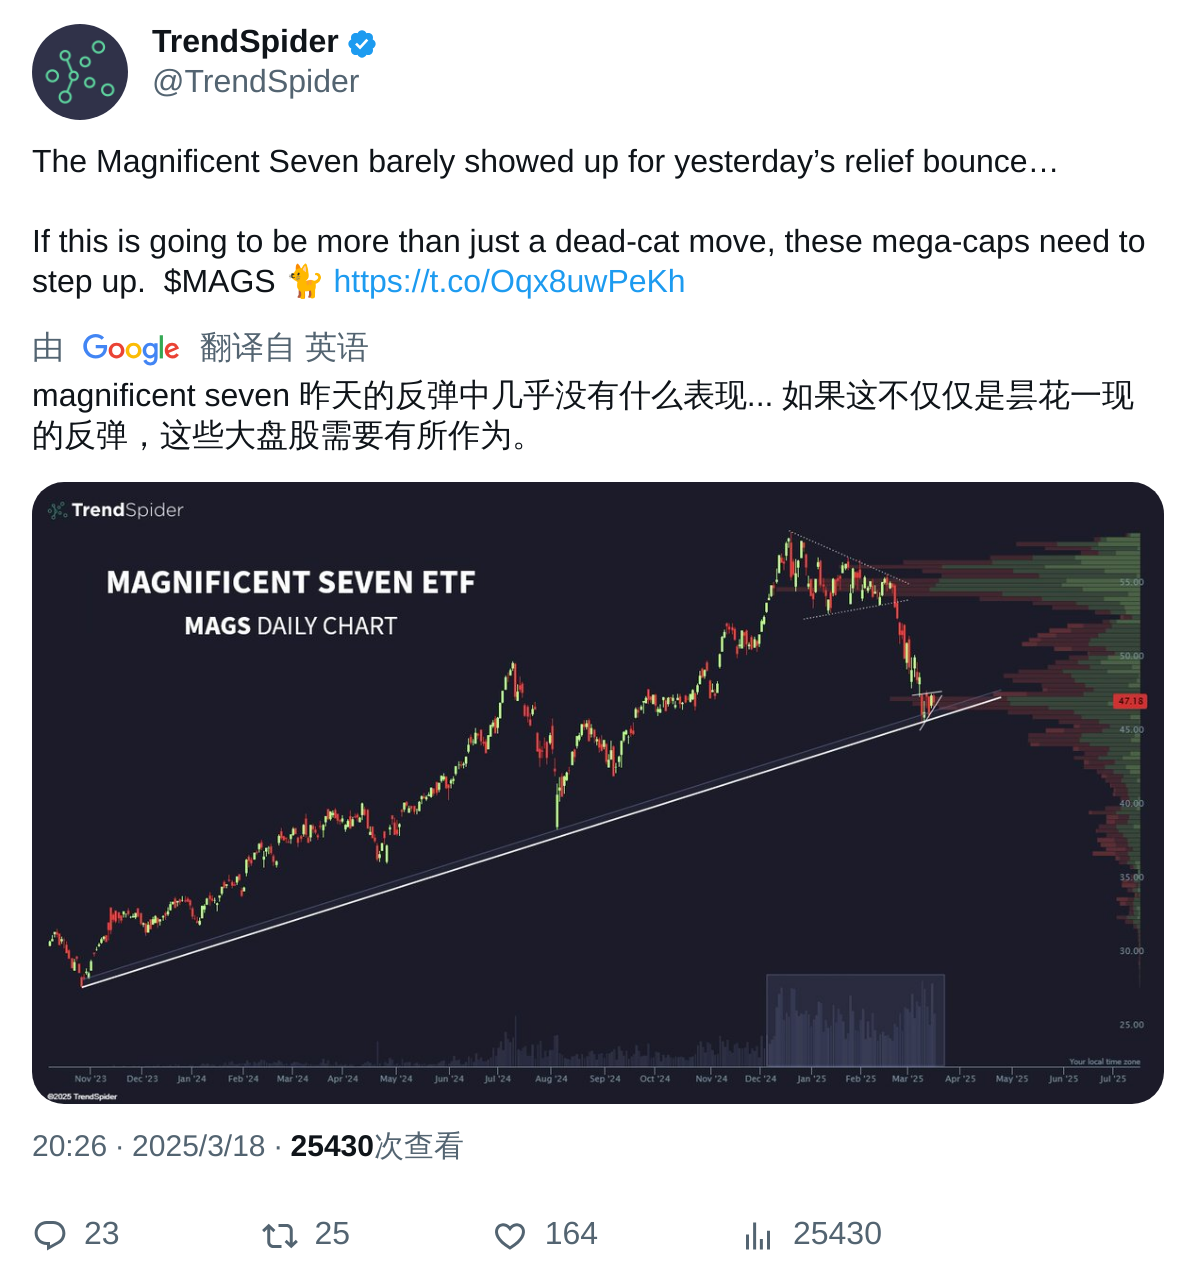 TrendSpider
@TrendSpider
The Magnificent Seven barely showed up for yesterday’s relief bounce…
If this is going to be more than just a dead-cat move, these mega-caps need to
step up.  $MAGS 🐈 https://t.co/Oqx8uwPeKh
由 Google 翻译自 英语
magnificent seven 昨天的反弹中几乎没有什么表现... 如果这不仅仅是昙花一现
的反弹，这些大盘股需要有所作为。
TrendSpider
MAGNIFICENT SEVEN ETF
MAGS DAILY CHART
55.00
50.00
47.18
45.00
40.00
35.00
30.00
25.00
Your local time zone
Nov '23 Dec '23 Jan '24 Feb '24 Mar '24 Apr '24 May '24 Jun '24 Jul '24 Aug '24 Sep '24 Oct '24 Nov '24 Dec '24 Jan '25 Feb '25 Mar '25 Apr '25 May '25 Jun '25 Jul '25
©2025 TrendSpider
20:26 · 2025/3/18 · 25430次查看
23 25 164 25430